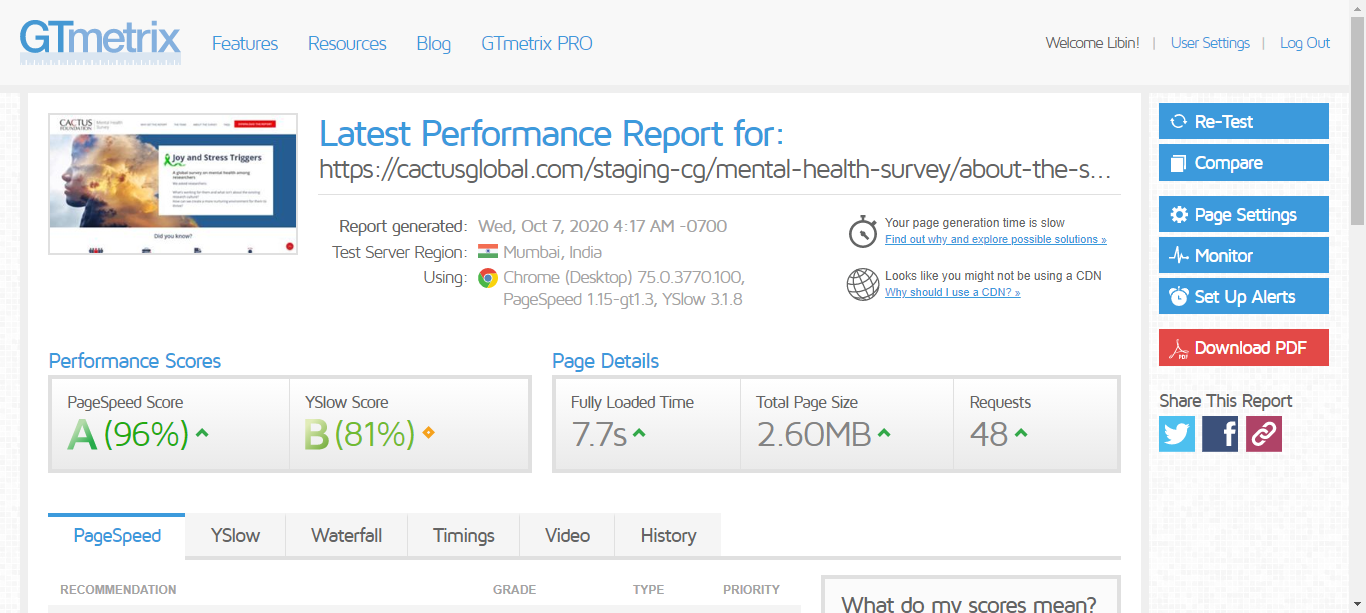 GTmetrix
Features Resources Blog GTmetrix PRO
Welcome Libin! | User Settings | Log Out
CACTUS FOUNDATION Mental Health Survey
Joy and Stress Triggers
A global survey on mental health among researchers
Did you know?
Latest Performance Report for:
https://cactusglobal.com/staging-cg/mental-health-survey/about-the-s...
Report generated: Wed, Oct 7, 2020 4:17 AM -0700
Test Server Region: Mumbai, India
Using: Chrome (Desktop) 75.0.3770.100,
PageSpeed 1.15-gt1.3, YSlow 3.1.8
Your page generation time is slow
Find out why and explore possible solutions »
Looks like you might not be using a CDN
Why should I use a CDN? »
Re-Test
Compare
Page Settings
Monitor
Set Up Alerts
Download PDF
Share This Report
Performance Scores
PageSpeed Score
A (96%)
YSlow Score
B (81%)
Page Details
Fully Loaded Time
7.7s
Total Page Size
2.60MB
Requests
48
PageSpeed YSlow Waterfall Timings Video History
RECOMMENDATION GRADE TYPE PRIORITY
What do my scores mean?